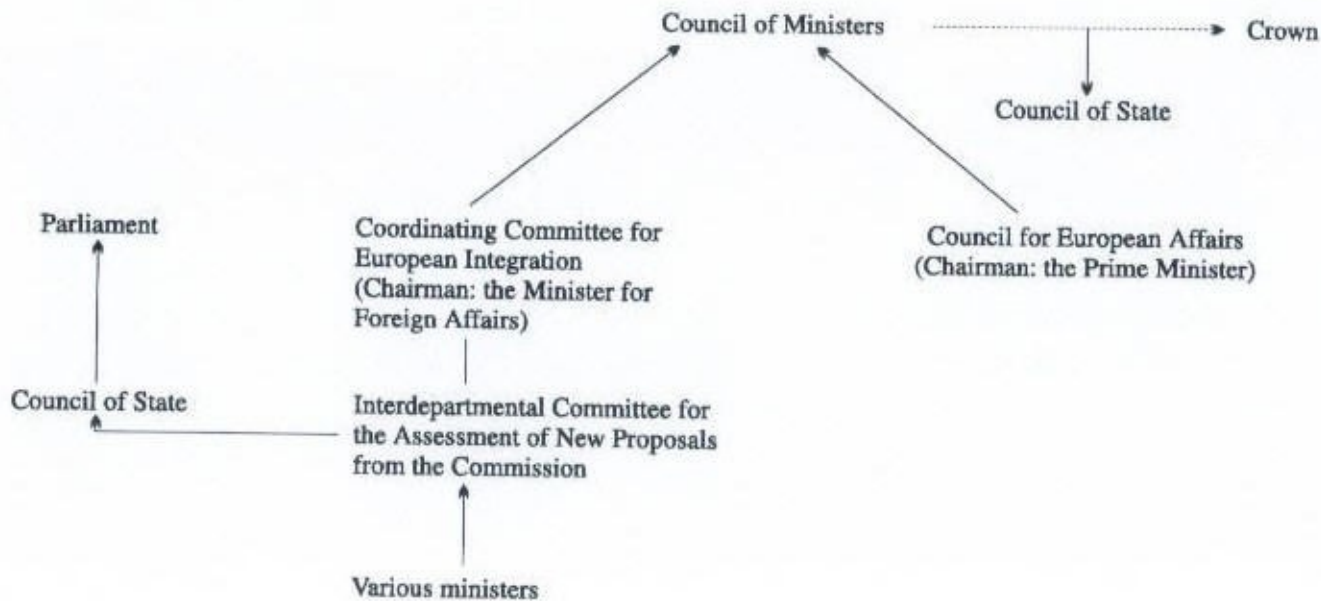 Council of Ministers
Crown
Council of State
Parliament
Coordinating Committee for
European Integration
(Chairman: the Minister for
Foreign Affairs)
Council for European Affairs
(Chairman: the Prime Minister)
Council of State
Interdepartmental Committee for
the Assessment of New Proposals
from the Commission
Various ministers